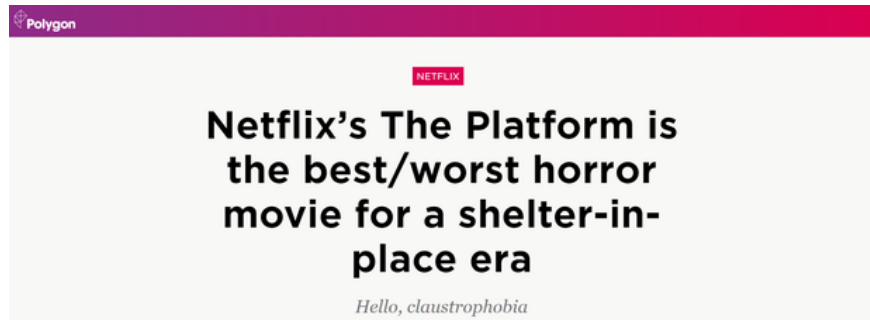 Polygon
NETFLIX
Netflix’s The Platform is
the best/worst horror
movie for a shelter-in-
place era
Hello, claustrophobia